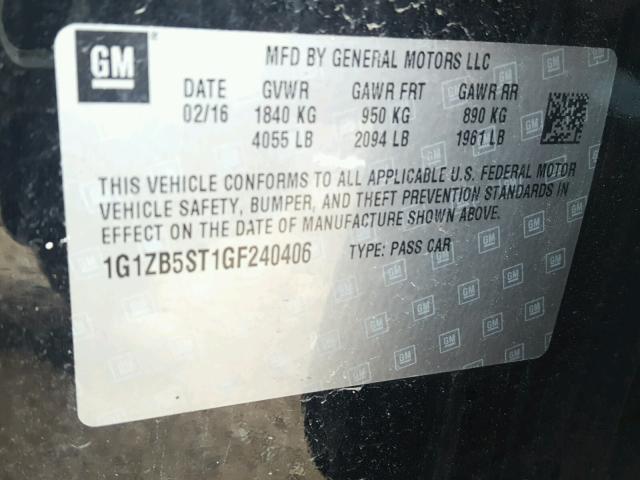 GM
MFD BY GENERAL MOTORS LLC
DATE GVWR GAWR FRT GAWR RR
02/16 1840 KG 950 KG 890 KG
4055 LB 2094 LB 1961 LB
THIS VEHICLE CONFORMS TO ALL APPLICABLE U.S. FEDERAL MOTOR
VEHICLE SAFETY, BUMPER, AND THEFT PREVENTION STANDARDS IN
EFFECT ON THE DATE OF MANUFACTURE SHOWN ABOVE.
1G1ZB5ST1GF240406 TYPE: PASS CAR